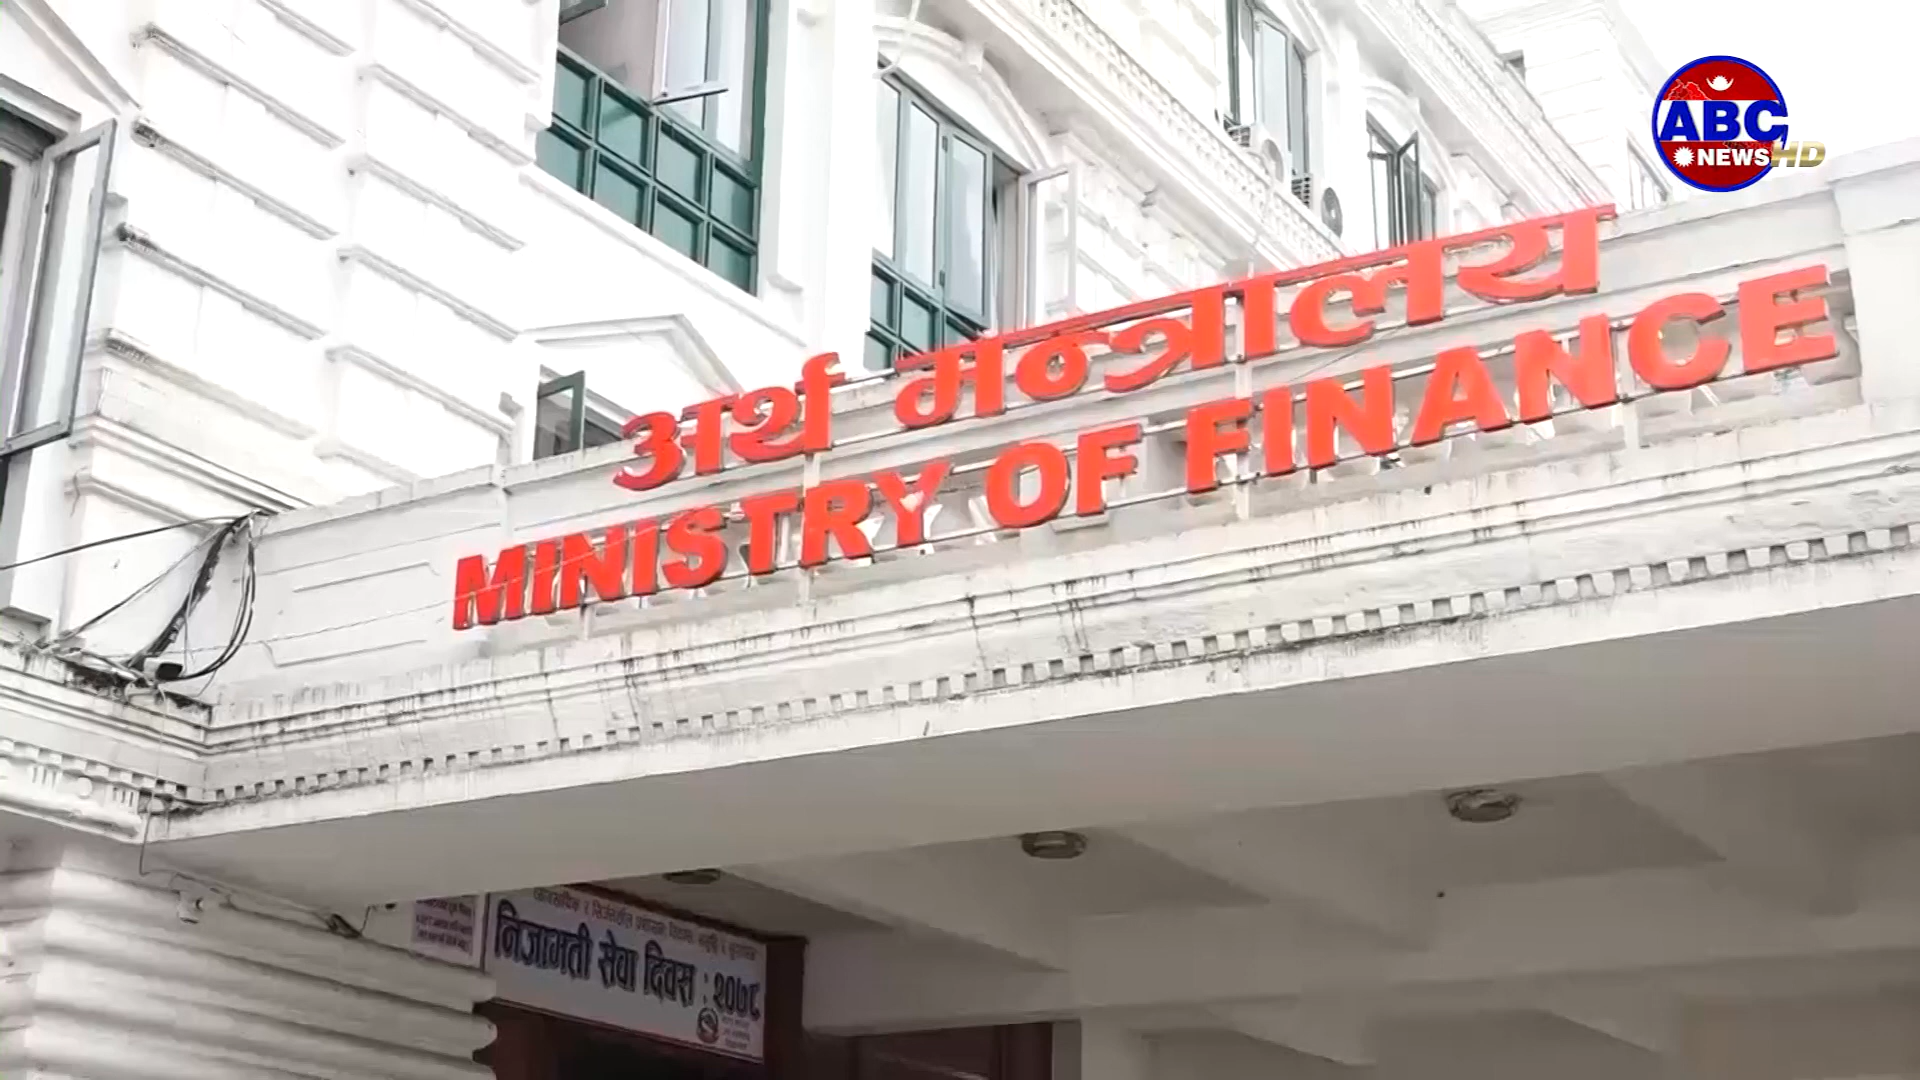 ABC
NEWS HD
अर्थ मन्त्रालय
MINISTRY OF FINANCE
निजामती सेवा दिवस : २०७८